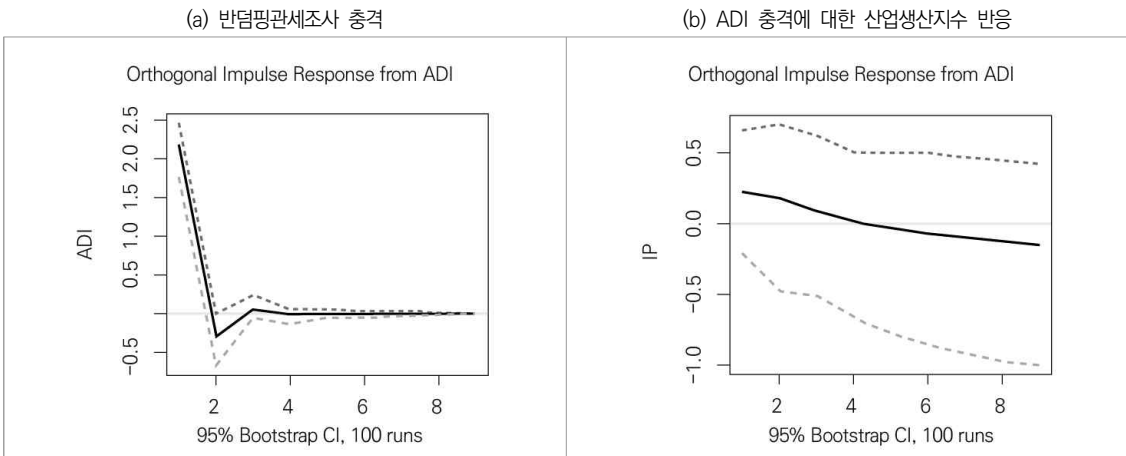 (a) 반덤핑관세조사 충격
(b) ADI 충격에 대한 산업생산지수 반응
Orthogonal Impulse Response from ADI
ADI
2.5
2.0
1.5
1.0
0.5
-0.5
2 4 6 8
95% Bootstrap CI, 100 runs
Orthogonal Impulse Response from ADI
IP
0.5
0.0
-0.5
-1.0
2 4 6 8
95% Bootstrap CI, 100 runs